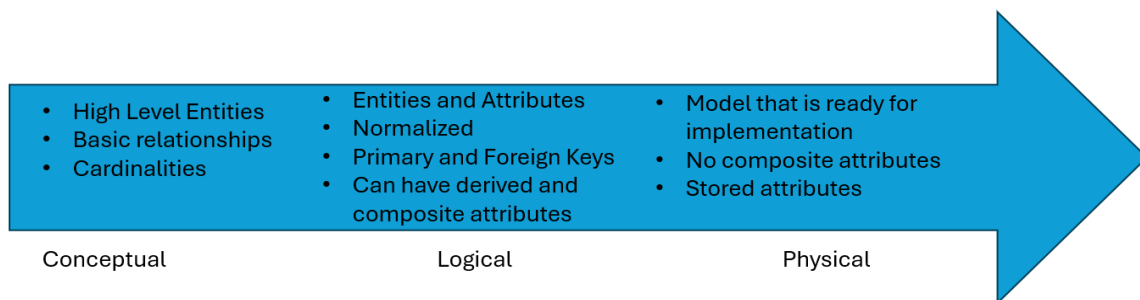 • High Level Entities
• Basic relationships
• Cardinalities
• Entities and Attributes
• Normalized
• Primary and Foreign Keys
• Can have derived and
composite attributes
• Model that is ready for
implementation
• No composite attributes
• Stored attributes
Conceptual
Logical
Physical